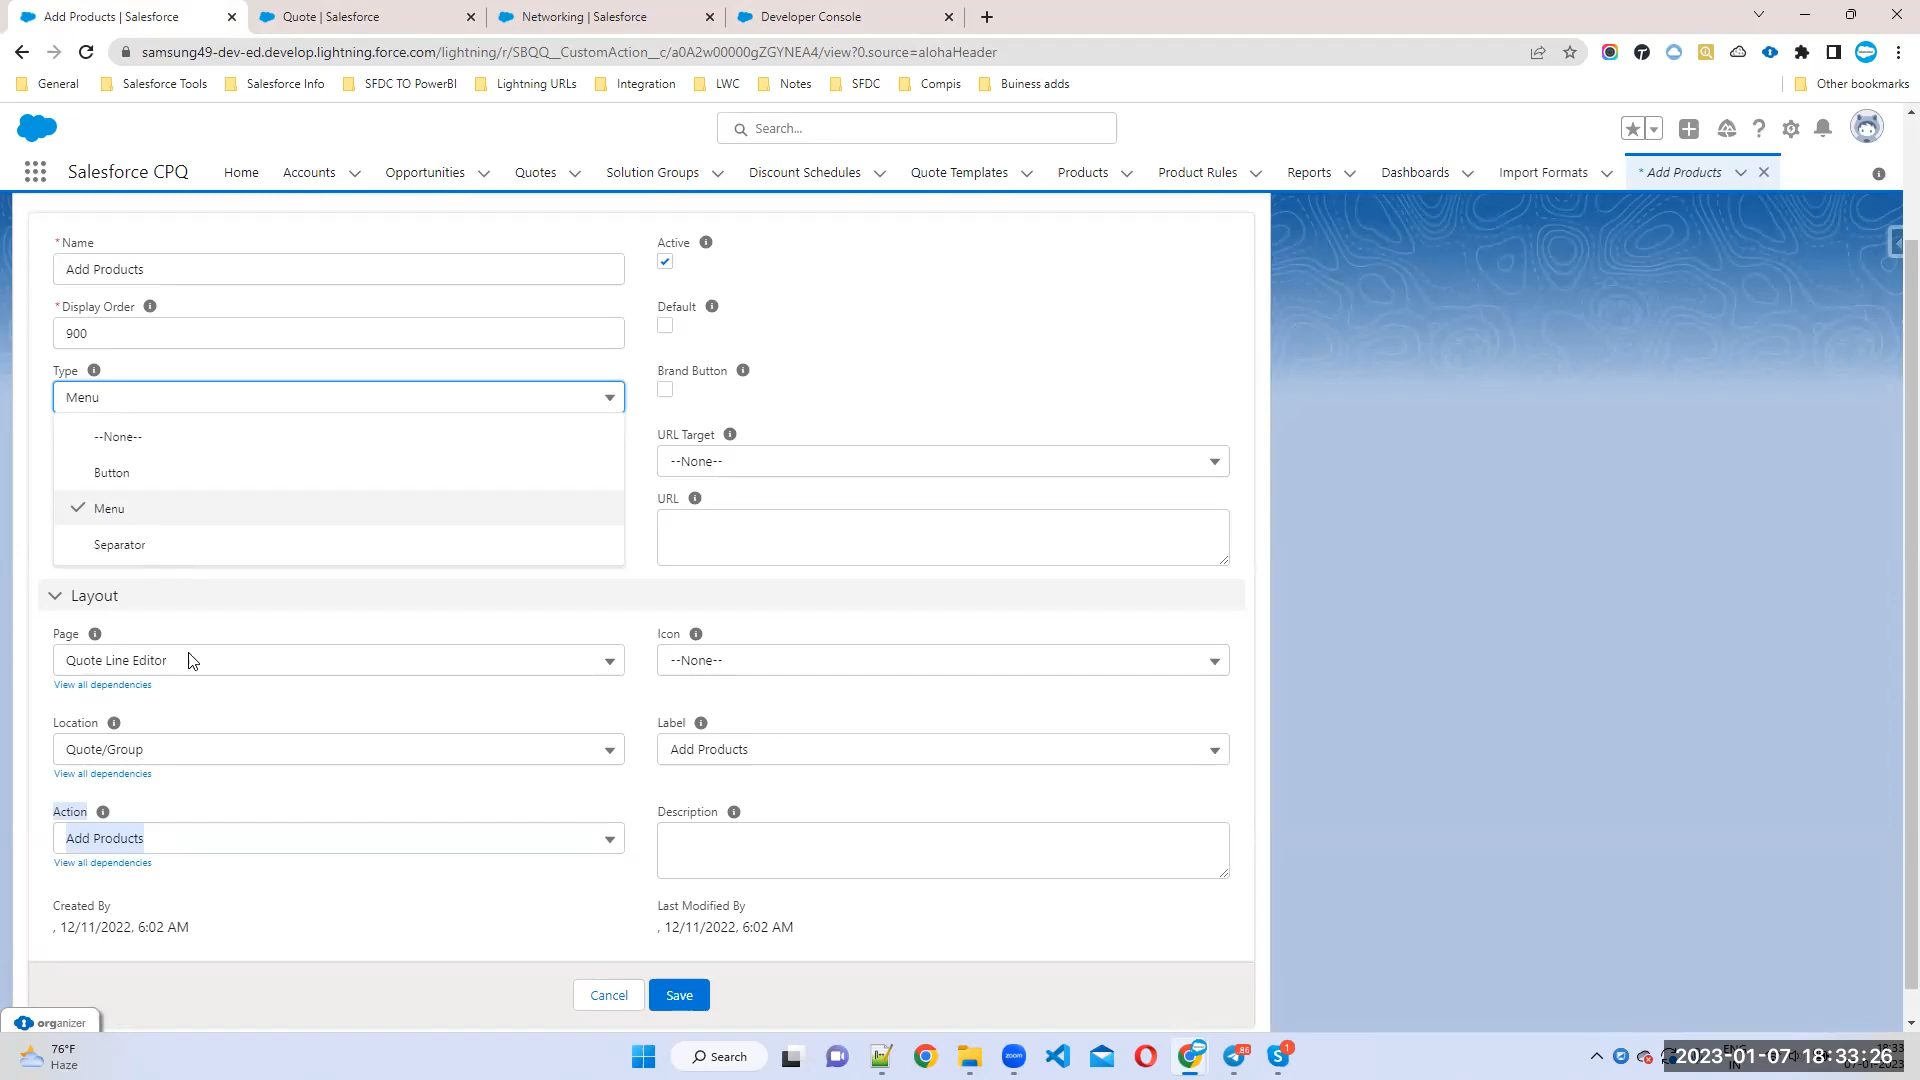 Add Products | Salesforce
Quote | Salesforce
Networking | Salesforce
Developer Console
samsung49-dev-ed.develop.lightning.force.com/lightning/r/SBQQ__CustomAction__c/a0A2w00000gZGYNEA4/view?0.source=alohaHeader
General
Salesforce Tools
Salesforce Info
SFDC TO PowerBI
Lightning URLs
Integration
LWC
Notes
SFDC
Compis
Buiness adds
Other bookmarks
Search...
Salesforce CPQ
Home
Accounts
Opportunities
Quotes
Solution Groups
Discount Schedules
Quote Templates
Products
Product Rules
Reports
Dashboards
Import Formats
* Add Products
*Name
Add Products
Active
*Display Order
900
Default
Type
Menu
Brand Button
--None--
Button
Menu
Separator
URL Target
--None--
URL
Layout
Page
Quote Line Editor
View all dependencies
Icon
--None--
Location
Quote/Group
View all dependencies
Label
Add Products
Action
Add Products
View all dependencies
Description
Created By
, 12/11/2022, 6:02 AM
Last Modified By
, 12/11/2022, 6:02 AM
Cancel
Save
organizer
76°F
Haze
Search
zoom
86
1
2023-01-07 18:33:26